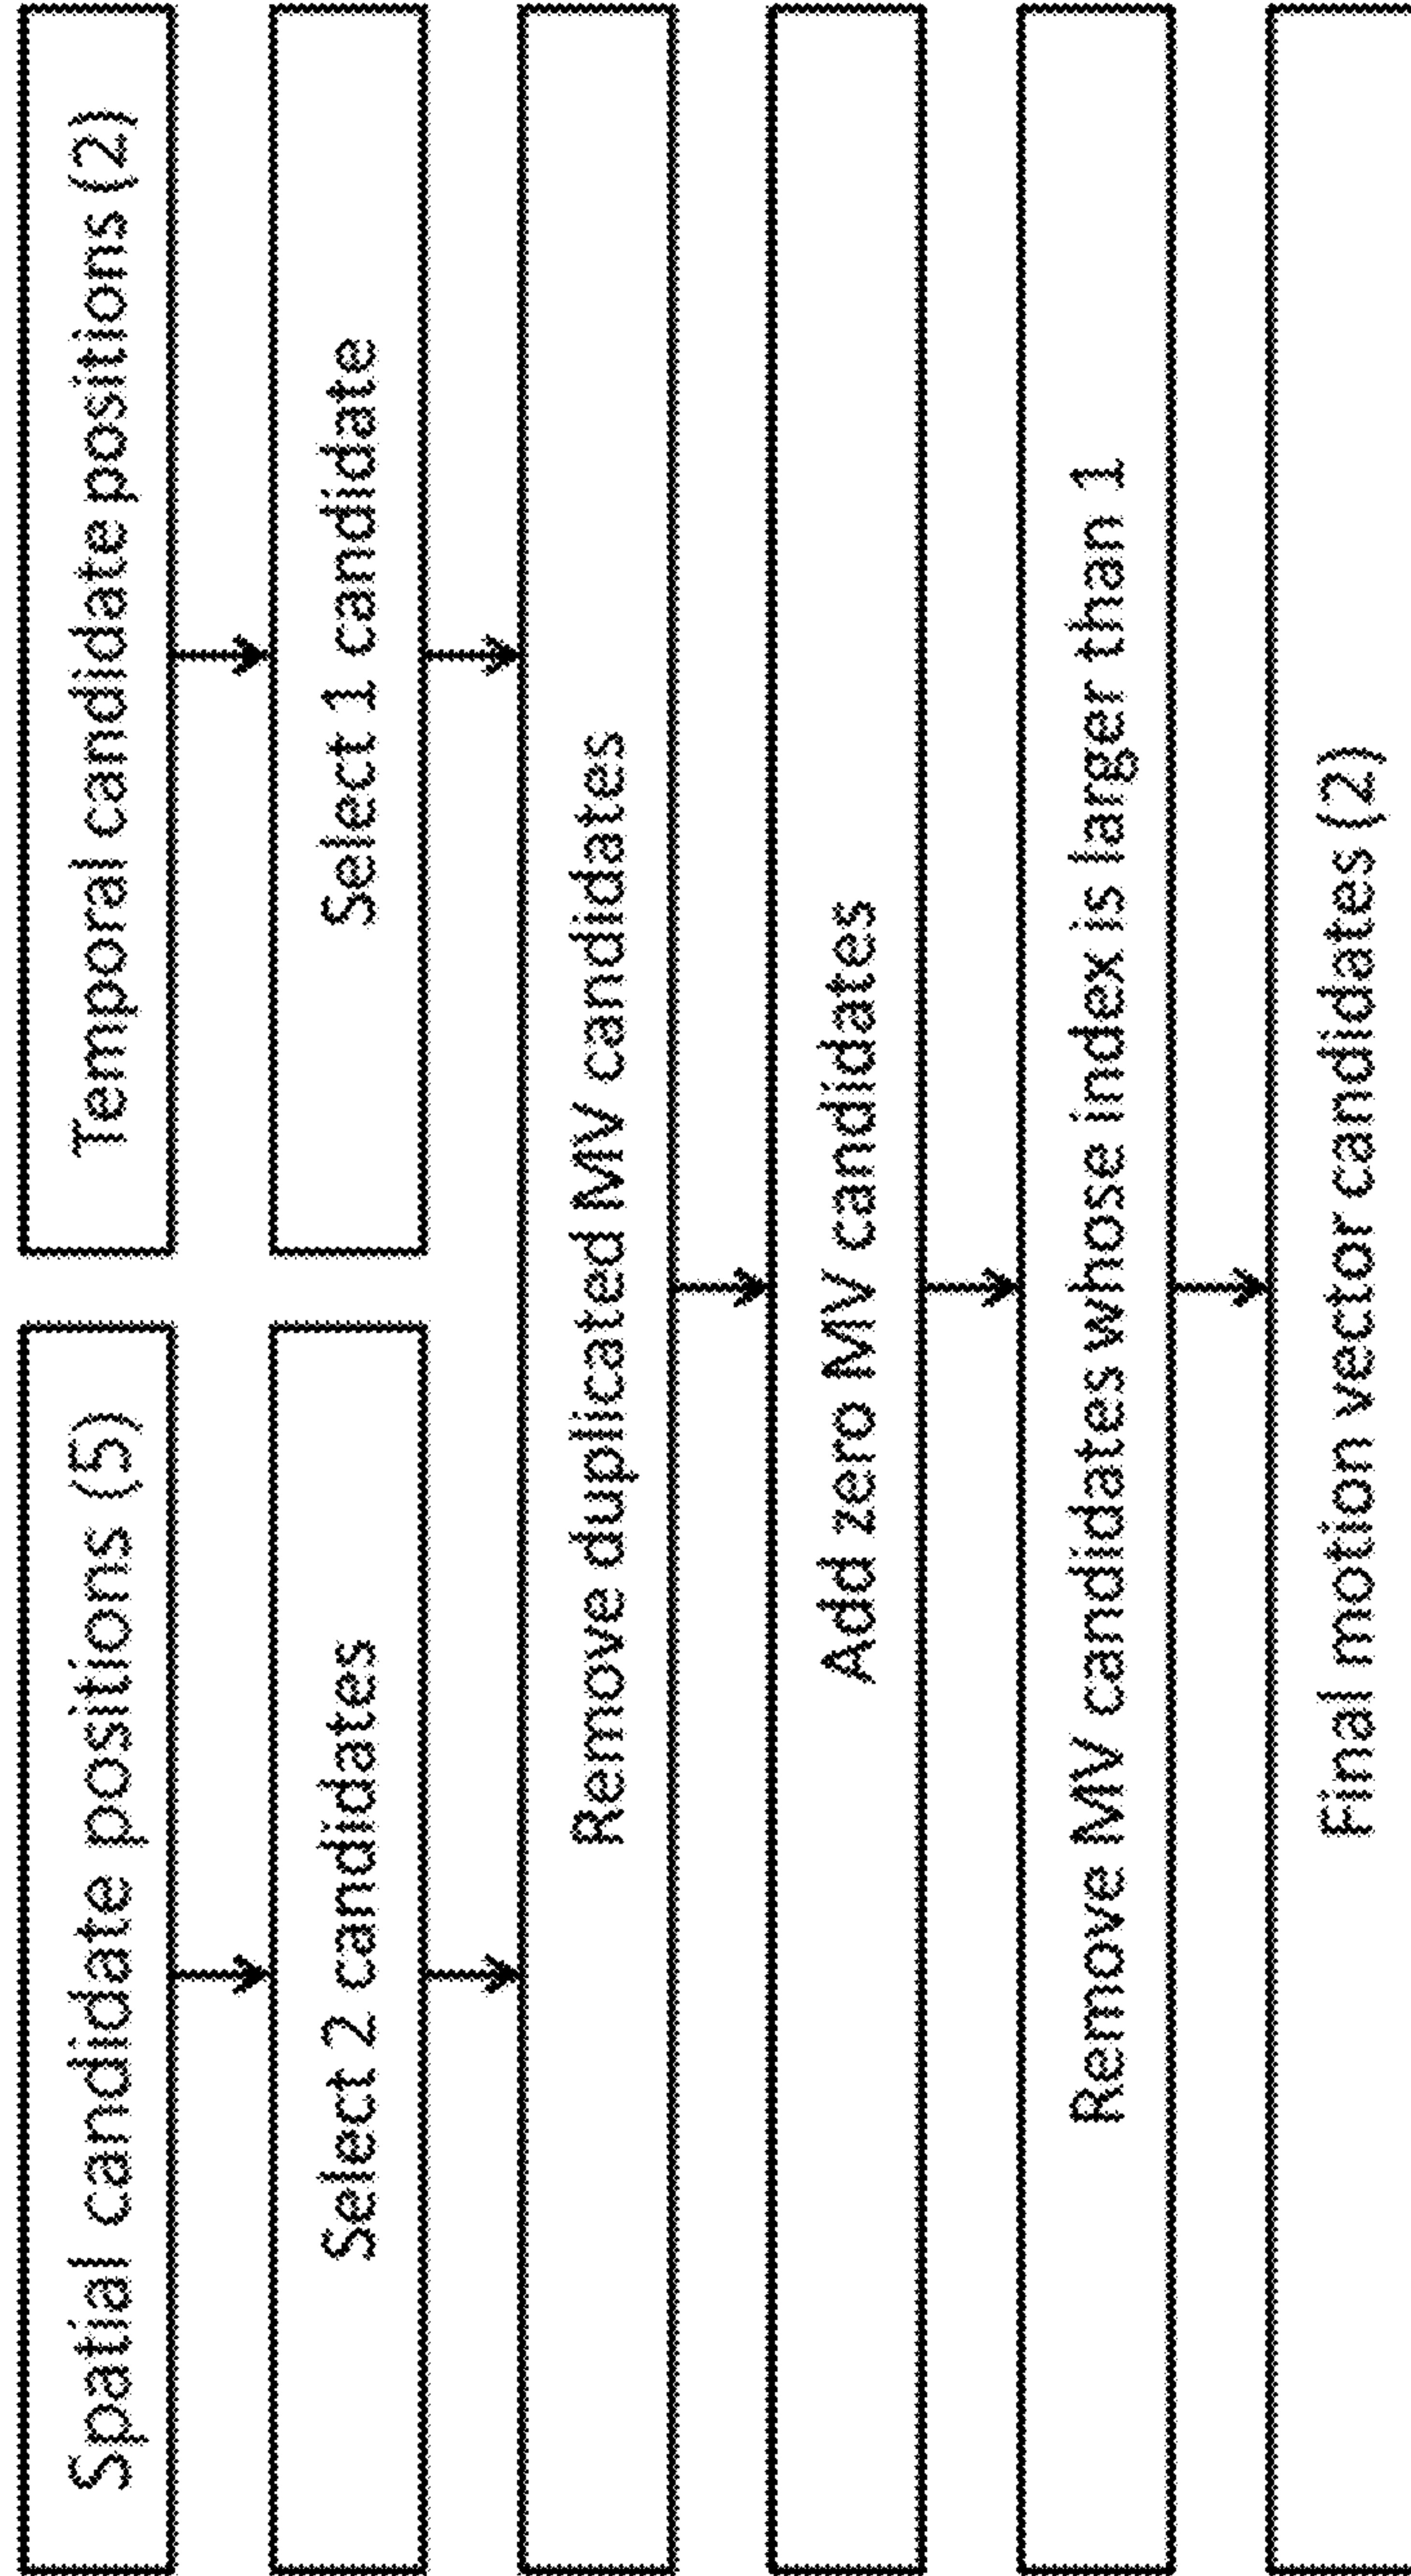 Spatial candidate positions (5)
Temporal candidate positions (2)
Select 2 candidates
Select 1 candidate
Remove duplicated MV candidates
Add zero MV candidates
Remove MV candidates whose index is larger than 1
Final motion vector candidates (2)